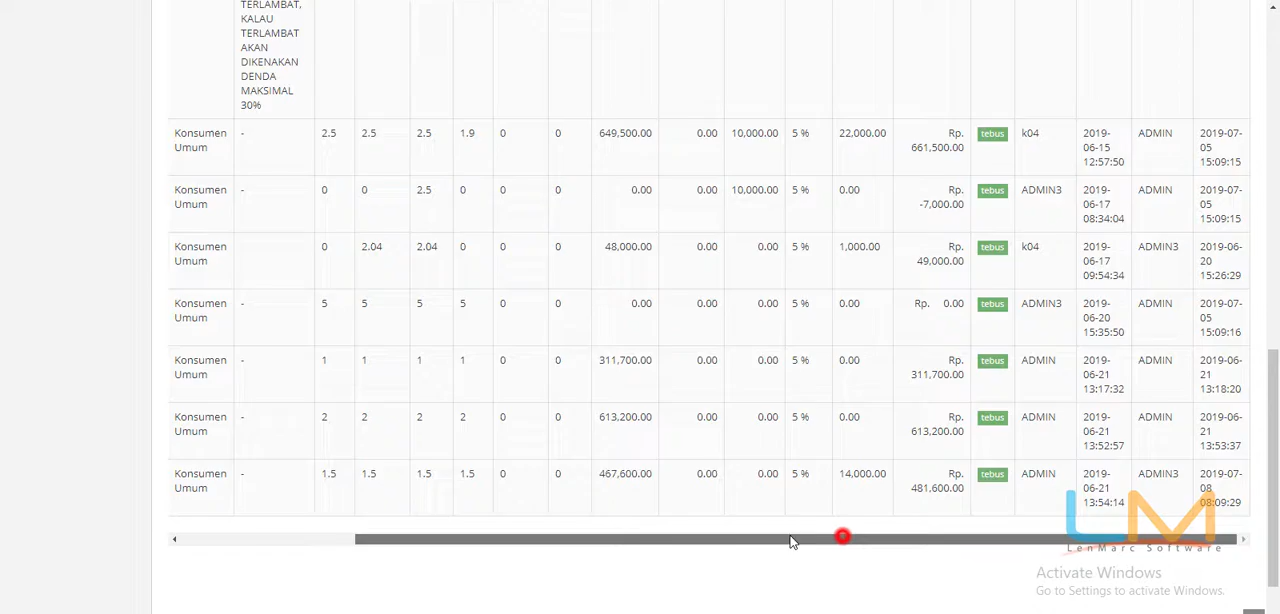 TERLAMBAT,
KALAU
TERLAMBAT
AKAN
DIKENAKAN
DENDA
MAKSIMAL
30%
Konsumen Umum - 2.5 2.5 2.5 1.9 0 0 649,500.00 0.00 10,000.00 5 % 22,000.00 Rp. 661,500.00 tebus k04 2019-06-15 12:57:50 ADMIN 2019-07-05 15:09:15
Konsumen Umum - 0 0 2.5 0 0 0 0.00 0.00 10,000.00 5 % 0.00 Rp. -7,000.00 tebus ADMIN3 2019-06-17 08:34:04 ADMIN 2019-07-05 15:09:15
Konsumen Umum 0 2.04 2.04 0 0 0 48,000.00 0.00 0.00 5 % 1,000.00 Rp. 49,000.00 tebus k04 2019-06-17 09:54:34 ADMIN3 2019-06-20 15:26:29
Konsumen Umum - 5 5 5 5 0 0 0.00 0.00 0.00 5 % 0.00 Rp. 0.00 tebus ADMIN3 2019-06-20 15:35:50 ADMIN 2019-07-05 15:09:16
Konsumen Umum - 1 1 1 1 0 0 311,700.00 0.00 0.00 5 % 0.00 Rp. 311,700.00 tebus ADMIN 2019-06-21 13:17:32 ADMIN 2019-06-21 13:18:20
Konsumen Umum - 2 2 2 2 0 0 613,200.00 0.00 0.00 5 % 0.00 Rp. 613,200.00 tebus ADMIN 2019-06-21 13:52:57 ADMIN 2019-06-21 13:53:37
Konsumen Umum - 1.5 1.5 1.5 1.5 0 0 467,600.00 0.00 0.00 5 % 14,000.00 Rp. 481,600.00 tebus ADMIN 2019-06-21 13:54:14 ADMIN3 2019-07-08 08:09:29
LM
LenMarc Software
Activate Windows
Go to Settings to activate Windows.